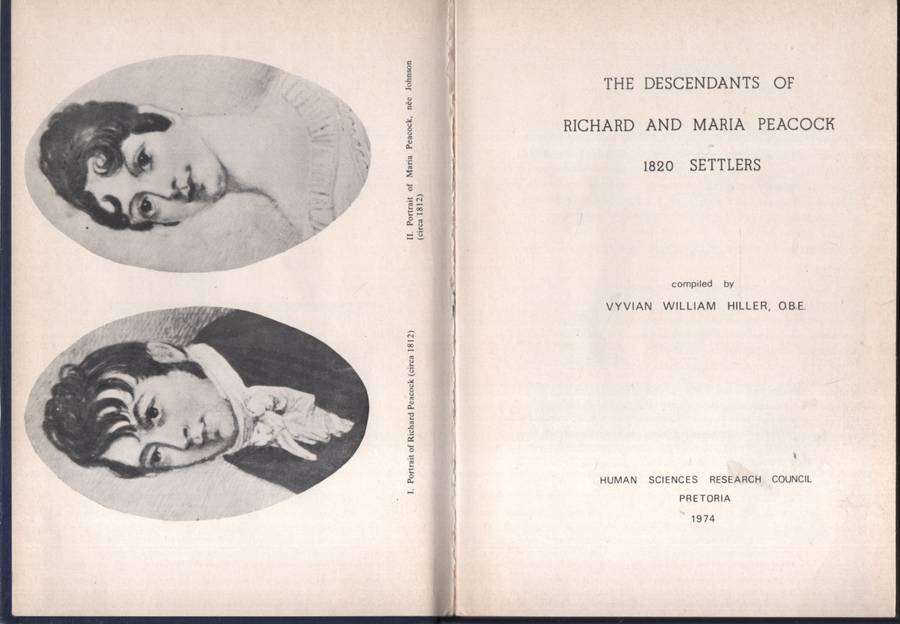 I. Portrait of Richard Peacock (circa 1812)
II. Portrait of Maria Peacock, née Johnson
(circa 1812)
THE DESCENDANTS OF
RICHARD AND MARIA PEACOCK
1820 SETTLERS
compiled by
VYVIAN WILLIAM HILLER, O.B.E.
HUMAN SCIENCES RESEARCH COUNCIL
PRETORIA
1974